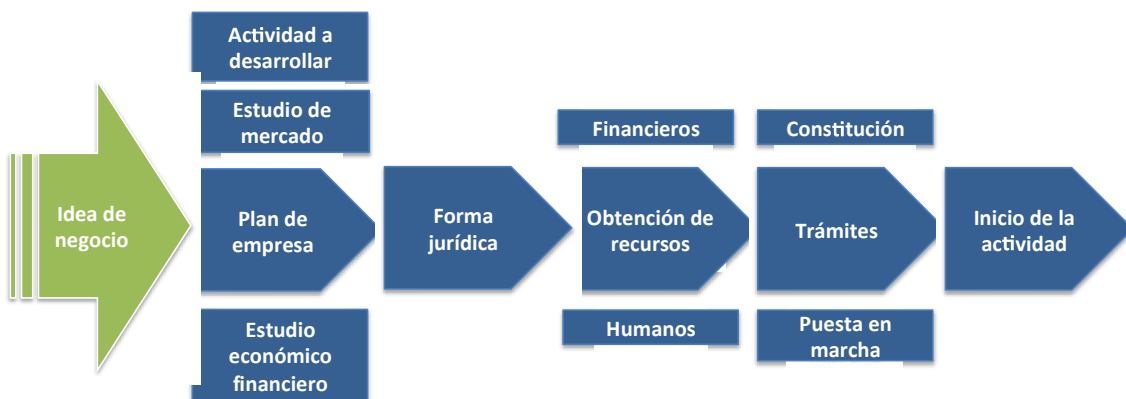 Actividad a
desarrollar
Estudio de
mercado
Financieros
Constitución
Idea de
negocio
Plan de
empresa
Forma
jurídica
Obtención de
recursos
Trámites
Inicio de la
actividad
Estudio
económico
financiero
Humanos
Puesta en
marcha